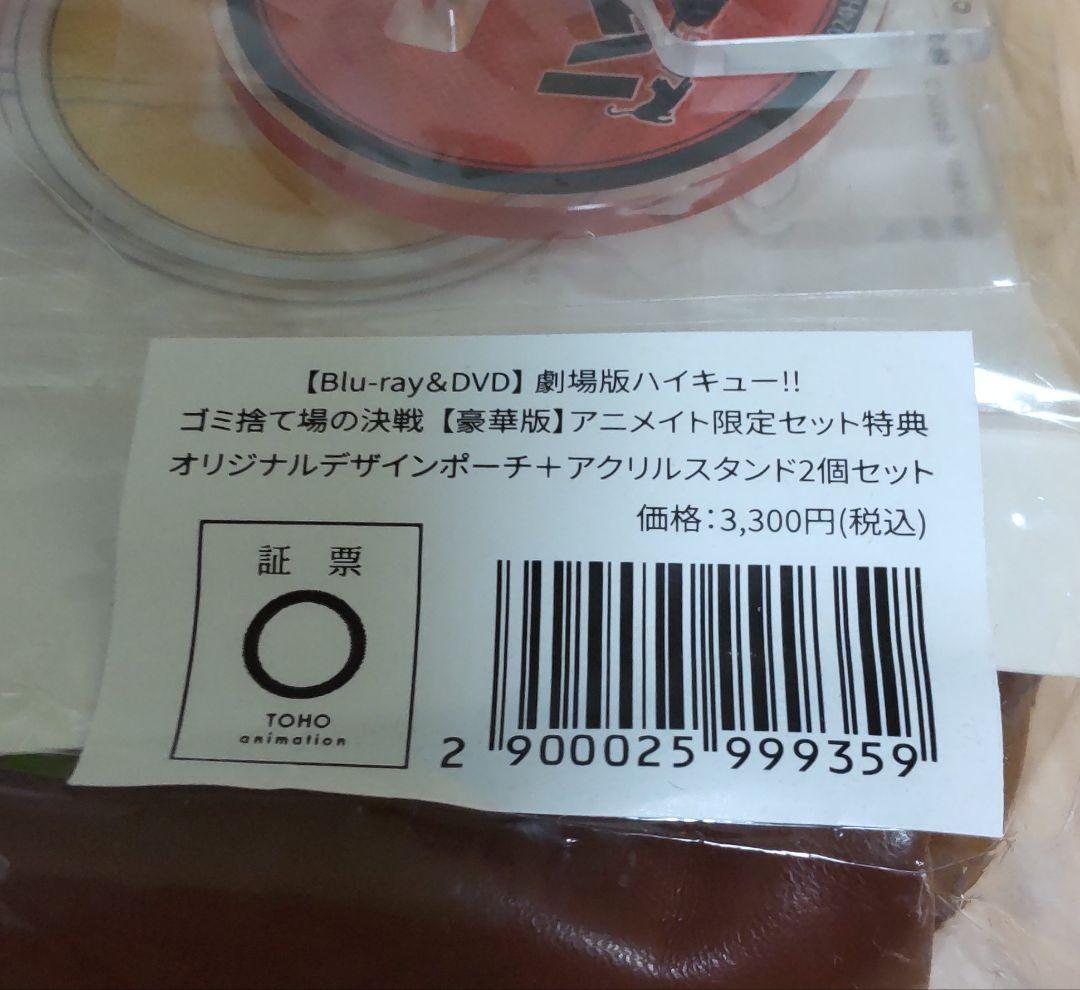 【Blu-ray&DVD】劇場版ハイキュー!!
ゴミ捨て場の決戦【豪華版】アニメイト限定セット特典
オリジナルデザインポーチ＋アクリルスタンド2個セット
価格：3,300円(税込)
証 票
TOHO
animation
2 900025 999359